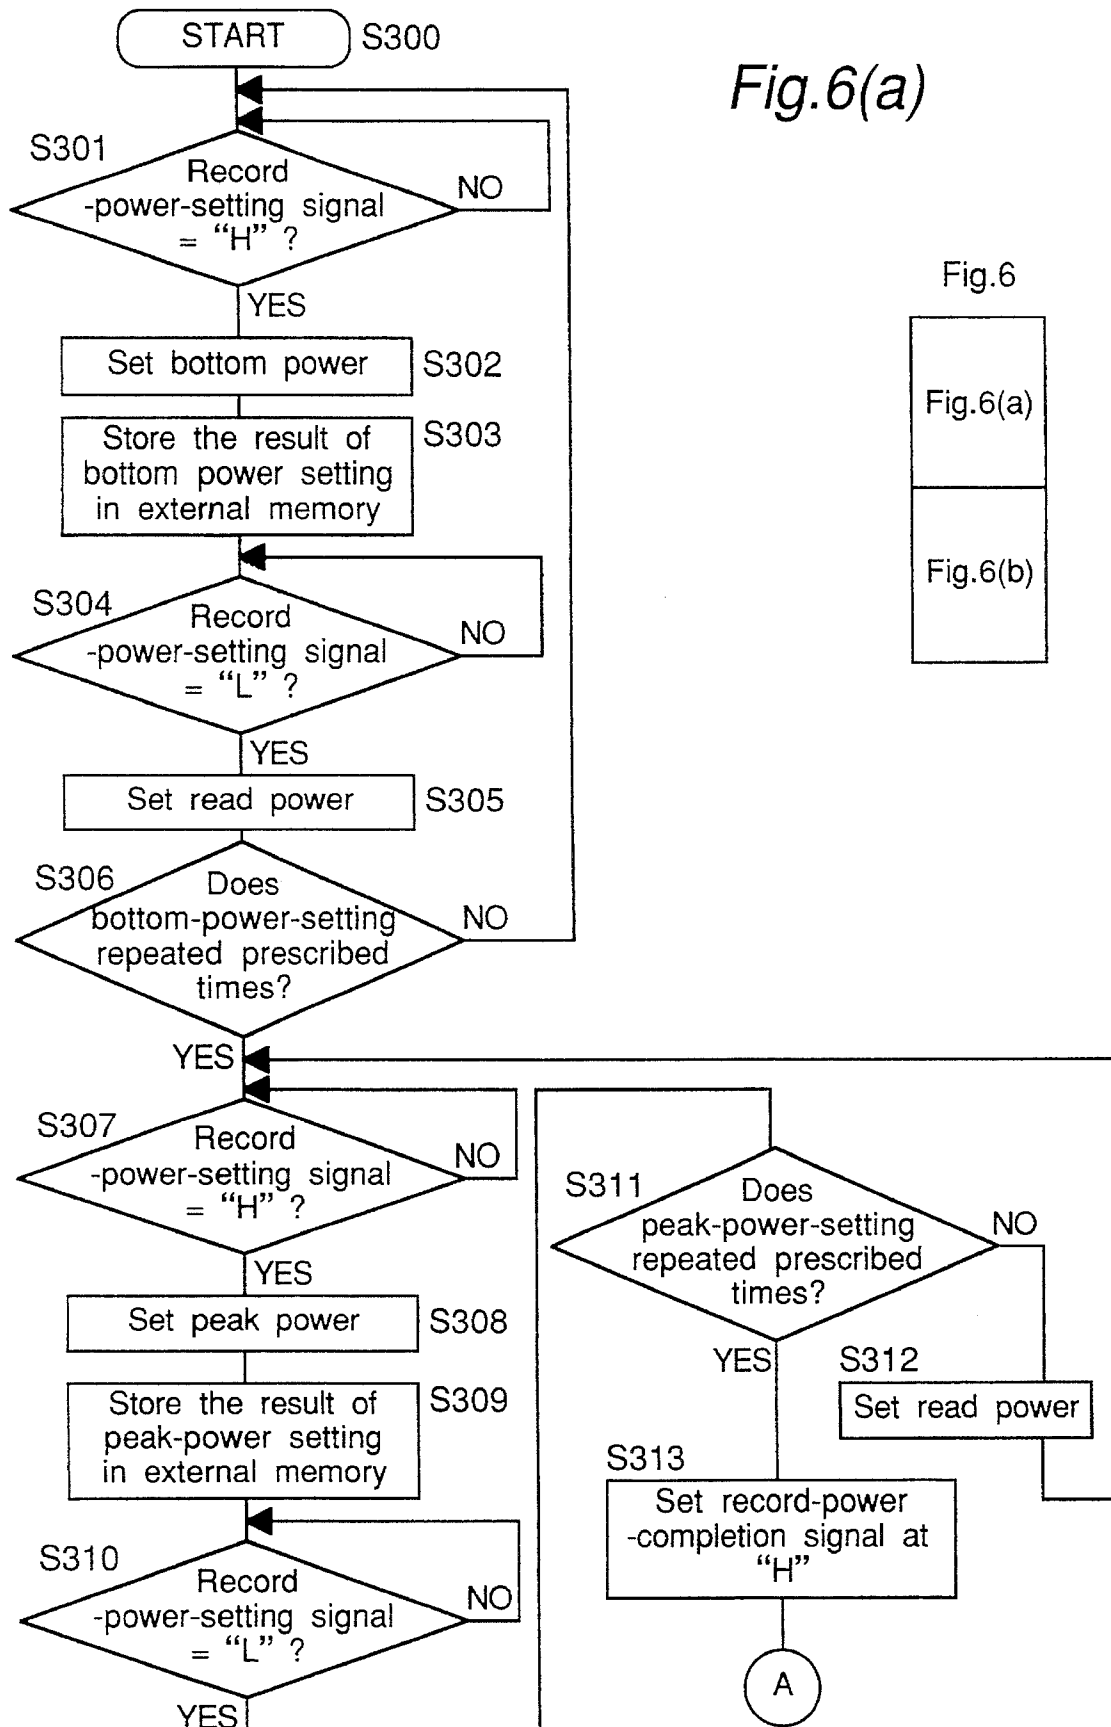 START
S300
Fig.6(a)
S301
Record
-power-setting signal
= “H” ?
NO
YES
Set bottom power
S302
Store the result of
bottom power setting
in external memory
S303
S304
Record
-power-setting signal
= “L” ?
NO
YES
Set read power
S305
S306
Does
bottom-power-setting
repeated prescribed
times?
NO
YES
S307
Record
-power-setting signal
= “H” ?
NO
YES
Set peak power
S308
Store the result of
peak-power setting
in external memory
S309
S310
Record
-power-setting signal
= “L” ?
NO
YES
S311
Does
peak-power-setting
repeated prescribed
times?
NO
YES
S312
Set read power
S313
Set record-power
-completion signal at
“H”
A
Fig.6
Fig.6(a)
Fig.6(b)